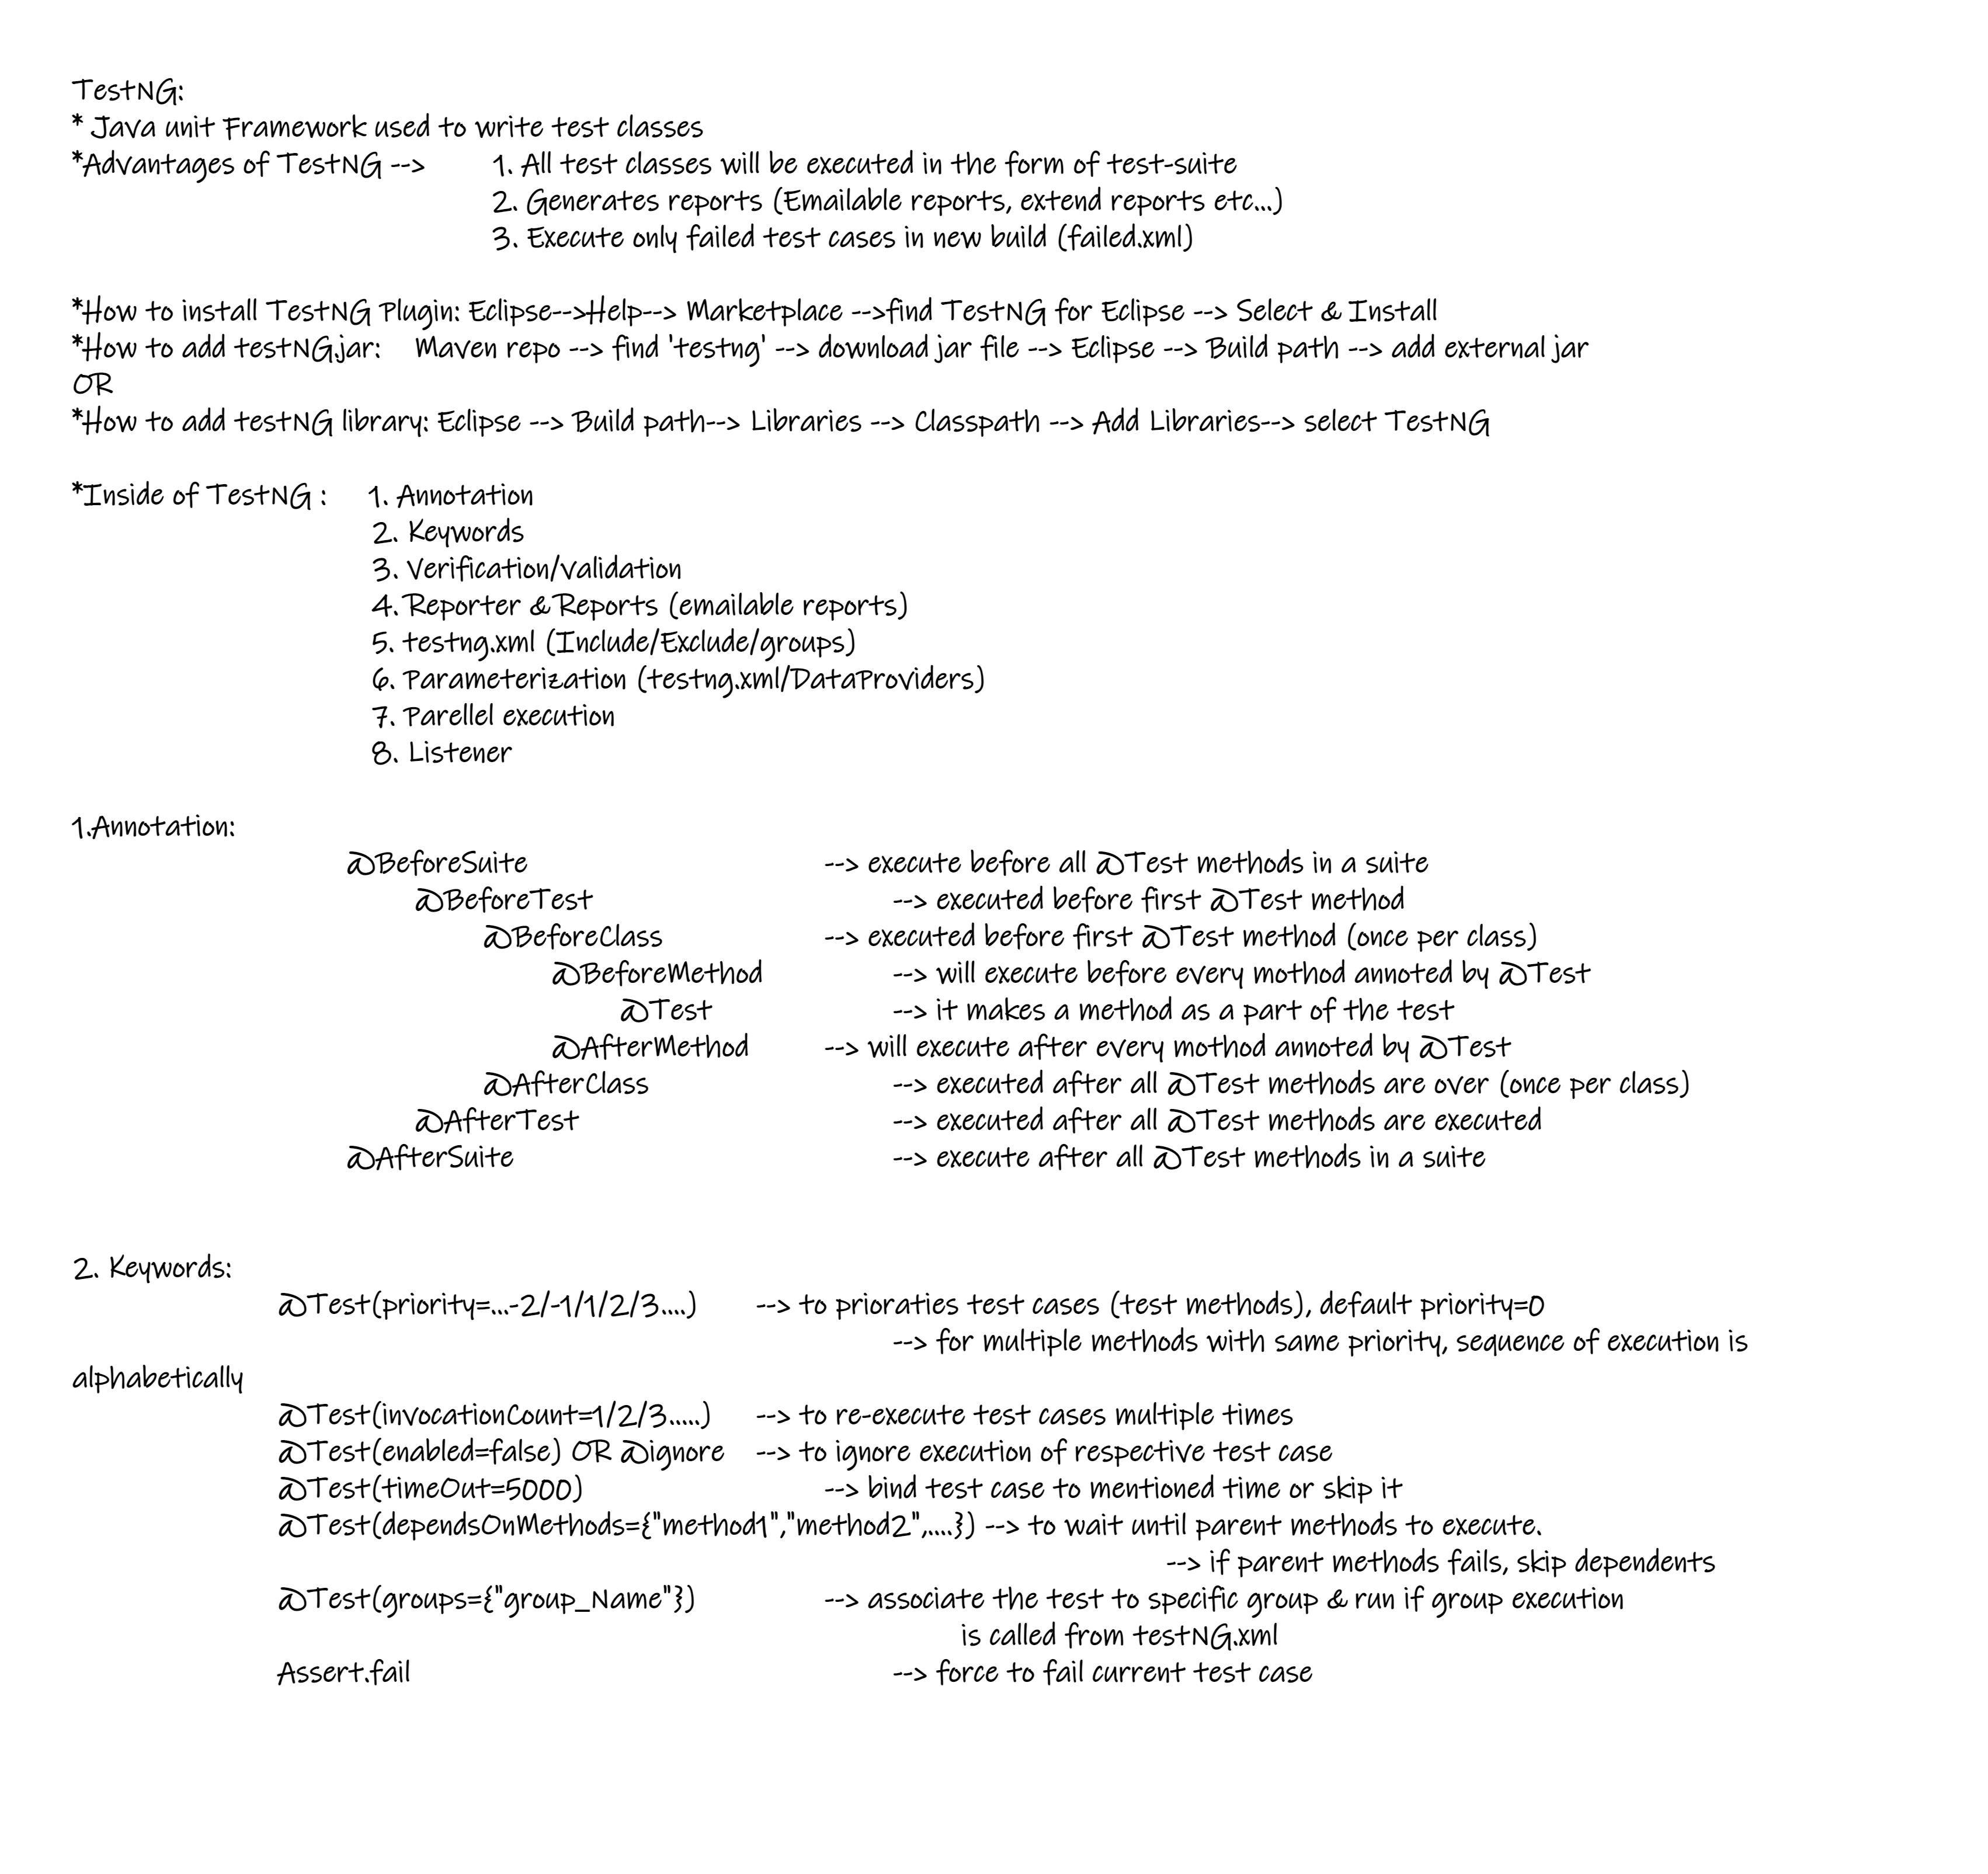 TestNG:
* Java unit Framework used to write test classes
*Advantages of TestNG --> 1. All test classes will be executed in the form of test-suite
2. Generates reports (Emailable reports, extend reports etc...)
3. Execute only failed test cases in new build (failed.xml)
*How to install TestNG Plugin: Eclipse-->Help--> Marketplace -->find TestNG for Eclipse --> Select & Install
*How to add testNG.jar: Maven repo --> find 'testng' --> download jar file --> Eclipse --> Build path --> add external jar
OR
*How to add testNG library: Eclipse --> Build path--> Libraries --> Classpath --> Add Libraries--> select TestNG
*Inside of TestNG : 1. Annotation
2. Keywords
3. Verification/validation
4. Reporter & Reports (emailable reports)
5. testng.xml (Include/Exclude/groups)
6. Parameterization (testng.xml/DataProviders)
7. Parellel execution
8. Listener
1.Annotation:
@BeforeSuite --> execute before all @Test methods in a suite
@BeforeTest --> executed before first @Test method
@BeforeClass --> executed before first @Test method (once per class)
@BeforeMethod --> will execute before every mothod annoted by @Test
@Test --> it makes a method as a part of the test
@AfterMethod --> will execute after every mothod annoted by @Test
@AfterClass --> executed after all @Test methods are over (once per class)
@AfterTest --> executed after all @Test methods are executed
@AfterSuite --> execute after all @Test methods in a suite
2. Keywords:
@Test(priority=...-2/-1/1/2/3....) --> to prioraties test cases (test methods), default priority=0
--> for multiple methods with same priority, sequence of execution is
alphabetically
@Test(invocationCount=1/2/3.....) --> to re-execute test cases multiple times
@Test(enabled=false) OR @ignore --> to ignore execution of respective test case
@Test(timeOut=5000) --> bind test case to mentioned time or skip it
@Test(dependsOnMethods={"method1","method2",....}) --> to wait until parent methods to execute.
--> if parent methods fails, skip dependents
@Test(groups={"group_Name"}) --> associate the test to specific group & run if group execution
is called from testNG.xml
Assert.fail --> force to fail current test case